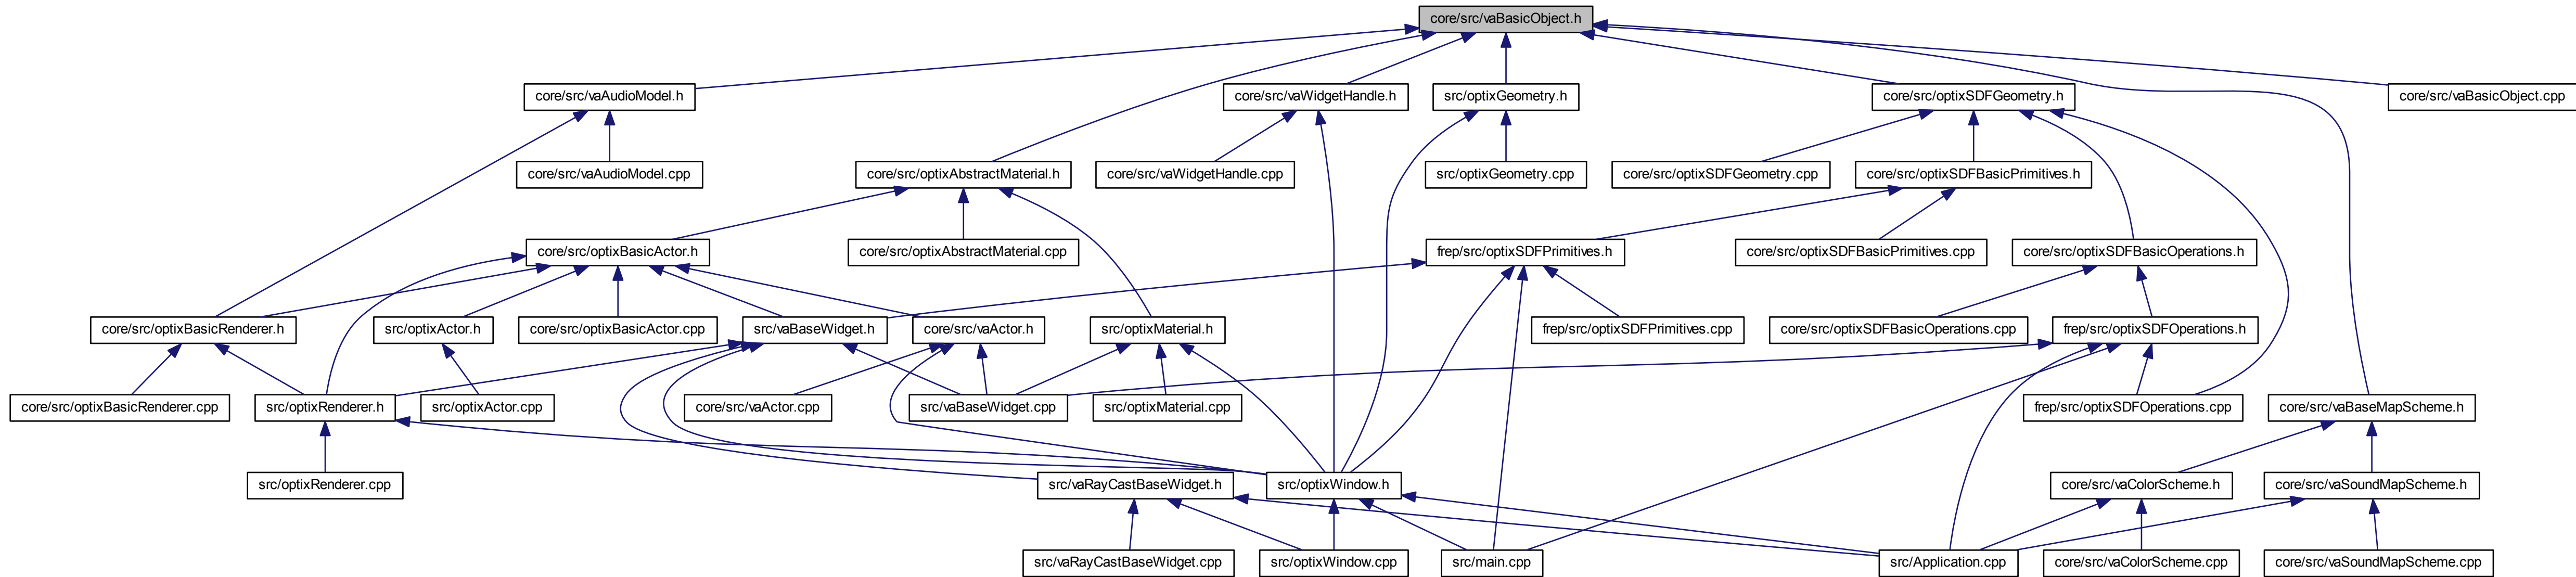 core/src/vaBasicObject.h
core/src/vaAudioModel.h
core/src/vaWidgetHandle.h
src/optixGeometry.h
core/src/optixSDFGeometry.h
core/src/vaBasicObject.cpp
core/src/vaAudioModel.cpp
core/src/optixAbstractMaterial.h
core/src/vaWidgetHandle.cpp
src/optixGeometry.cpp
core/src/optixSDFGeometry.cpp
core/src/optixSDFBasicPrimitives.h
core/src/optixBasicActor.h
core/src/optixAbstractMaterial.cpp
frep/src/optixSDFPrimitives.h
core/src/optixSDFBasicPrimitives.cpp
core/src/optixSDFBasicOperations.h
core/src/optixBasicRenderer.h
src/optixActor.h
core/src/optixBasicActor.cpp
src/vaBaseWidget.h
core/src/vaActor.h
src/optixMaterial.h
frep/src/optixSDFPrimitives.cpp
core/src/optixSDFBasicOperations.cpp
frep/src/optixSDFOperations.h
core/src/optixBasicRenderer.cpp
src/optixRenderer.h
src/optixActor.cpp
core/src/vaActor.cpp
src/vaBaseWidget.cpp
src/optixMaterial.cpp
frep/src/optixSDFOperations.cpp
core/src/vaBaseMapScheme.h
src/optixRenderer.cpp
src/vaRayCastBaseWidget.h
src/optixWindow.h
core/src/vaColorScheme.h
core/src/vaSoundMapScheme.h
src/vaRayCastBaseWidget.cpp
src/optixWindow.cpp
src/main.cpp
src/Application.cpp
core/src/vaColorScheme.cpp
core/src/vaSoundMapScheme.cpp